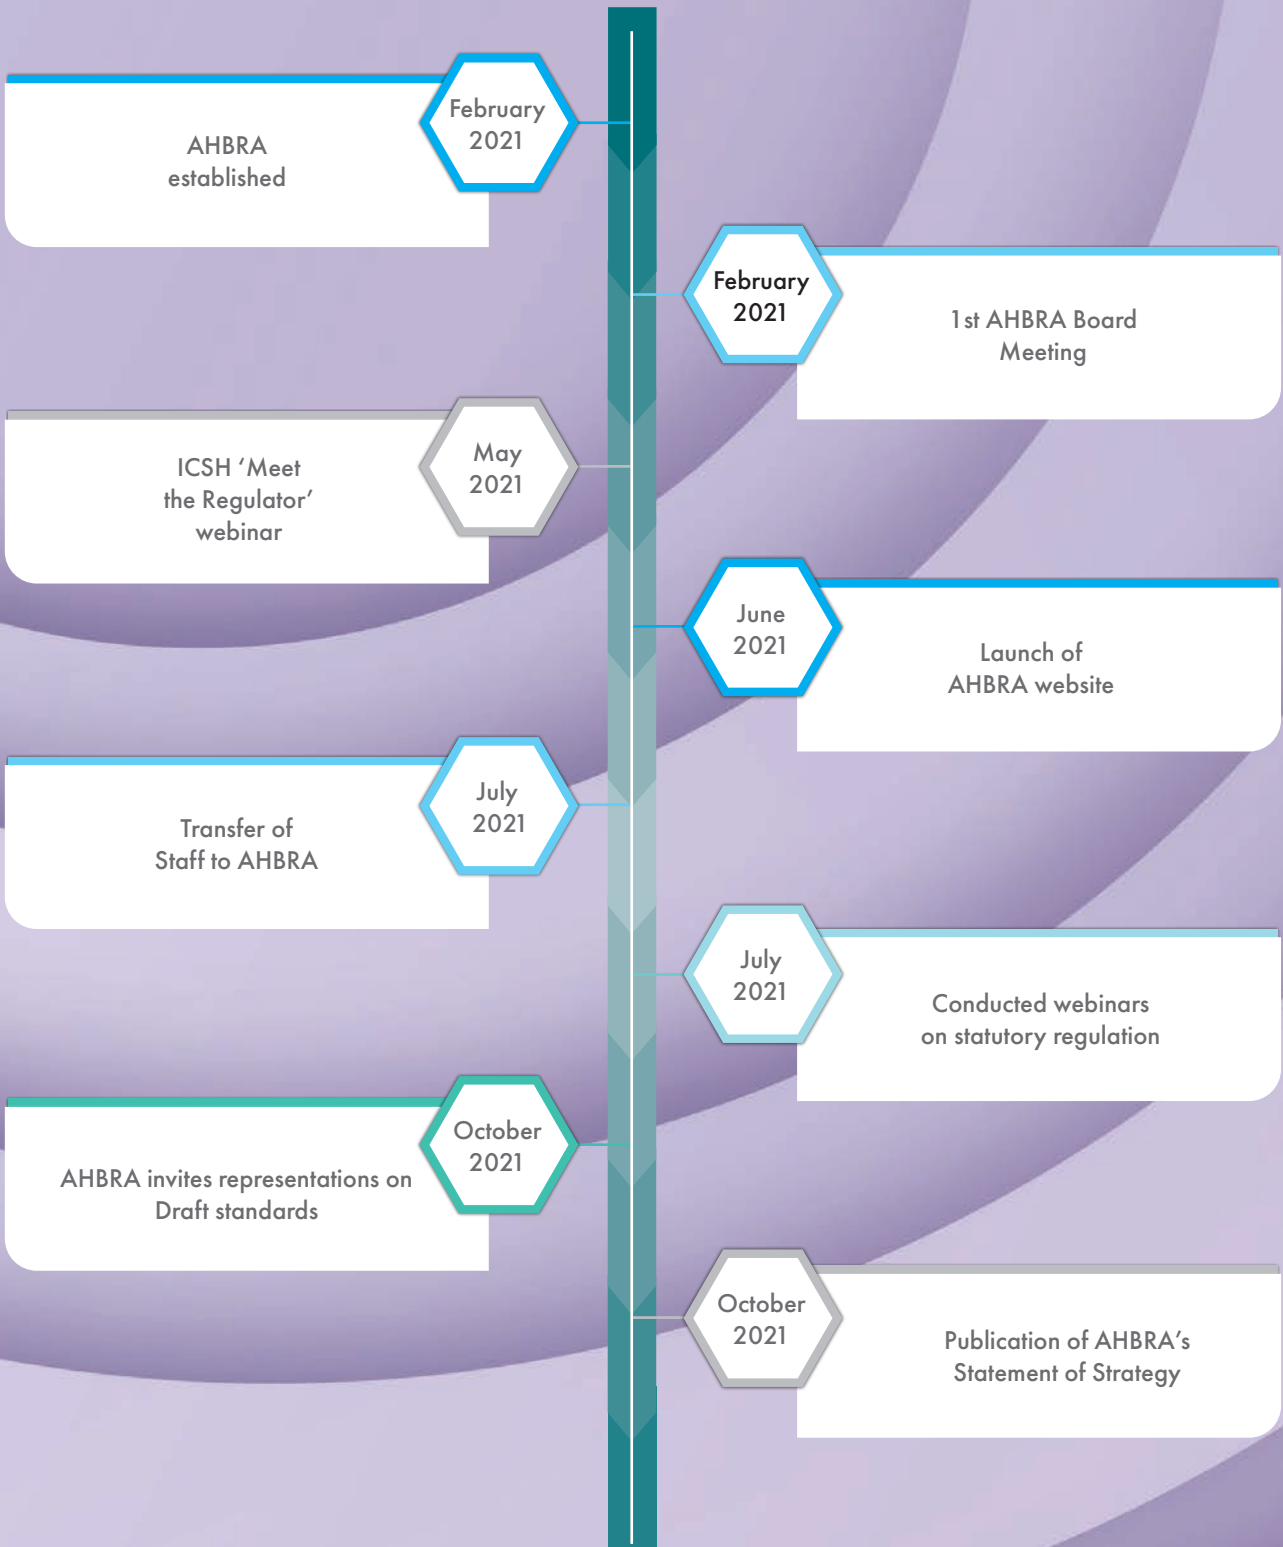 February
2021
AHBRA
established
February
2021
1st AHBRA Board
Meeting
May
2021
ICSH ‘Meet
the Regulator’
webinar
June
2021
Launch of
AHBRA website
July
2021
Transfer of
Staff to AHBRA
July
2021
Conducted webinars
on statutory regulation
October
2021
AHBRA invites representations on
Draft standards
October
2021
Publication of AHBRA’s
Statement of Strategy